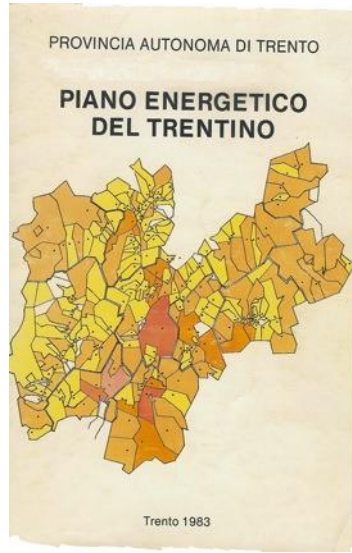 PROVINCIA AUTONOMA DI TRENTO
PIANO ENERGETICO
DEL TRENTINO
Trento 1983